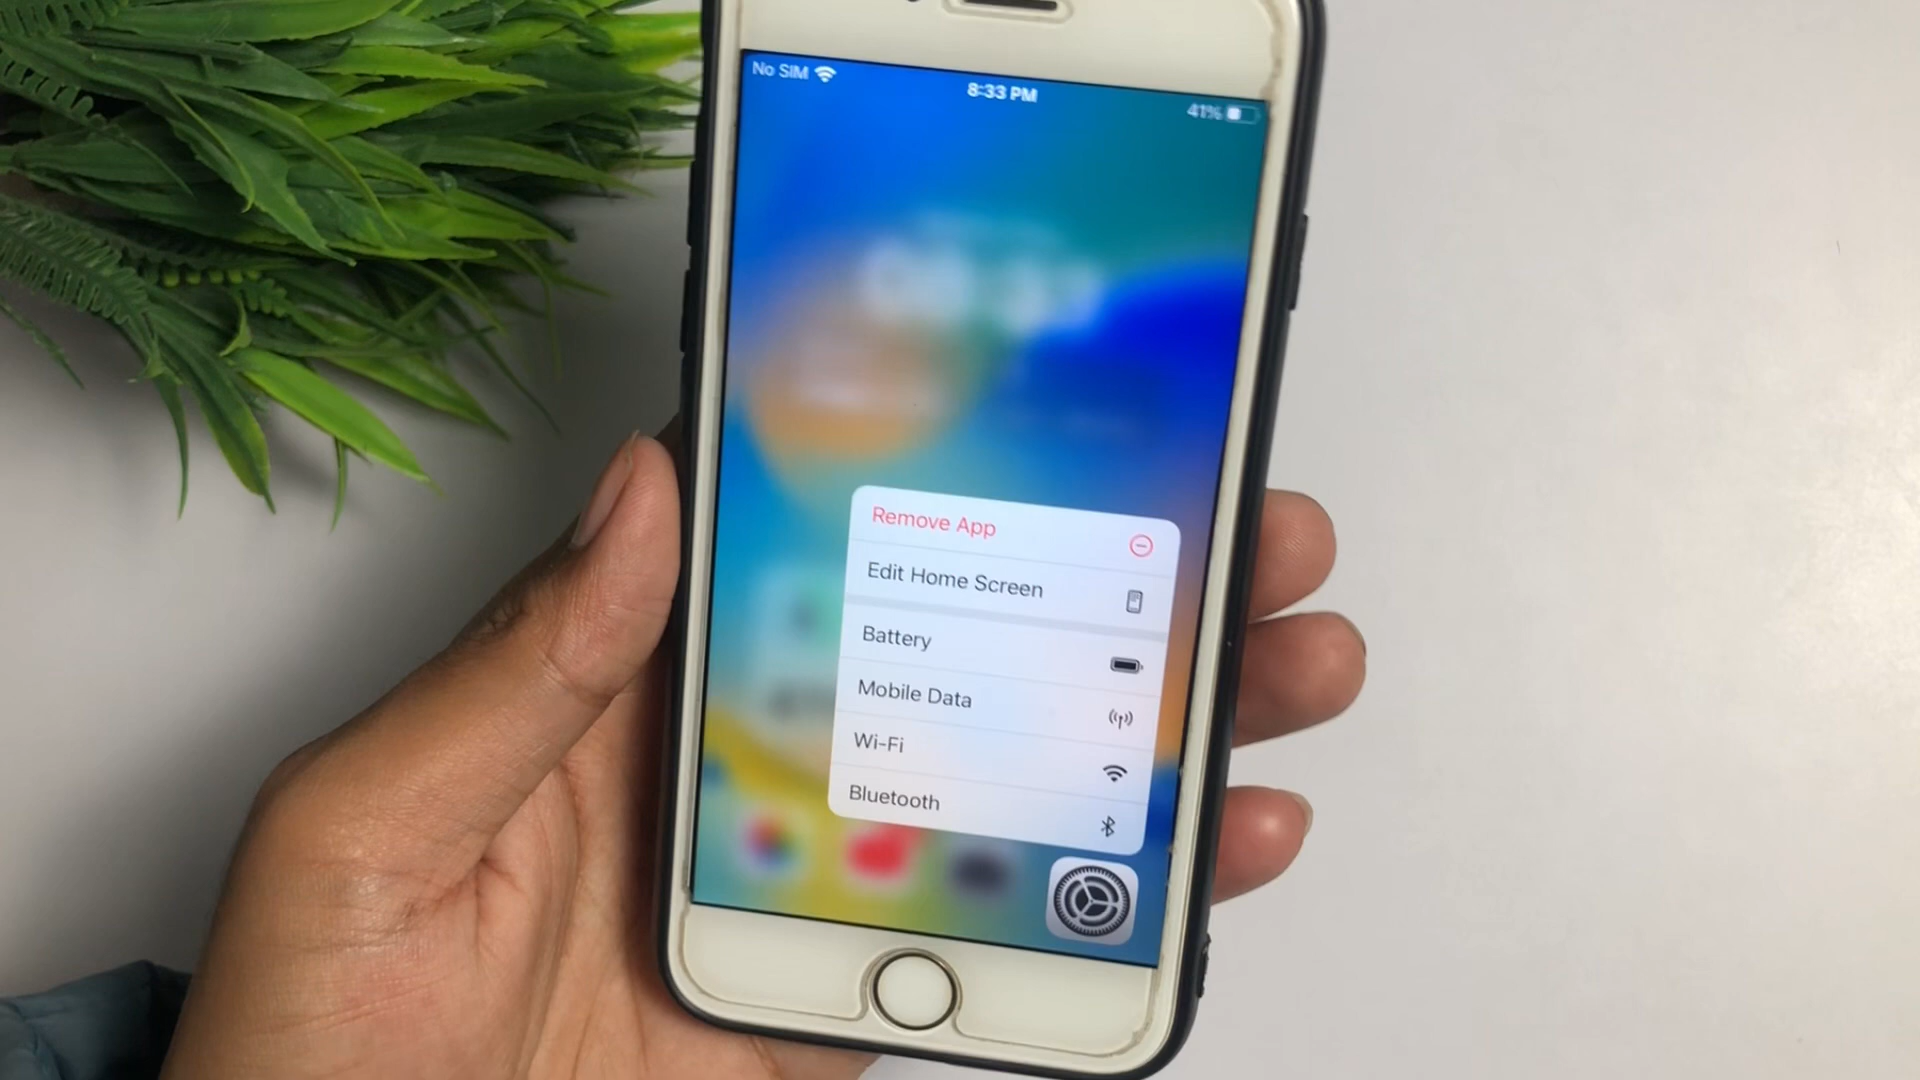 No SIM
8:33 PM
41%
Remove App
Edit Home Screen
Battery
Mobile Data
Wi-Fi
Bluetooth